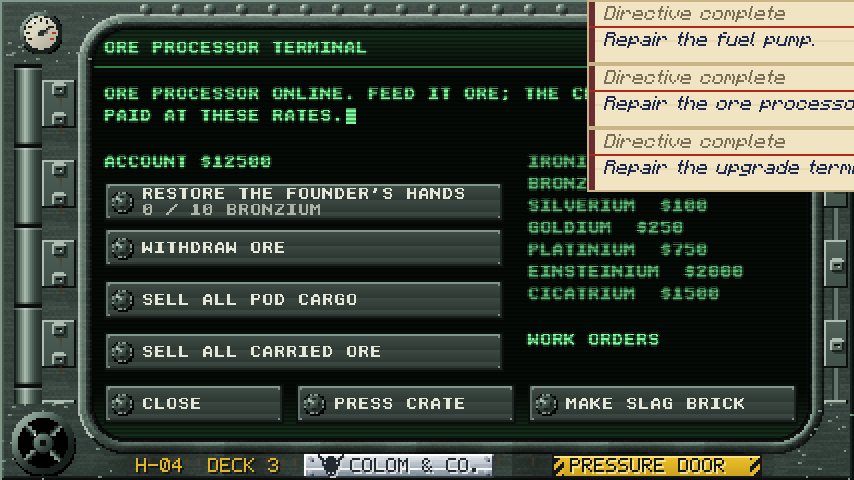 ORE PROCESSOR TERMINAL
Directive complete
Repair the fuel pump.
Directive complete
Repair the ore
Directive complete
Repair the upgrade
ORE PROCESSOR ONLINE. FEED IT ORE; THE
PAID AT THESE RATES.
ACCOUNT $12500
RESTORE THE FOUNDER'S HANDS
0 / 10 BRONZIUM
WITHDRAW ORE
SELL ALL POD CARGO
SELL ALL CARRIED ORE
SILVERIUM $100
GOLDIUM $250
PLATINIUM $750
EINSTEINIUM $2000
CICATRIUM $1500
WORK ORDERS
CLOSE
PRESS CRATE
MAKE SLAG BRICK
H-04 DECK 3
COLOM & CO.
PRESSURE DOOR